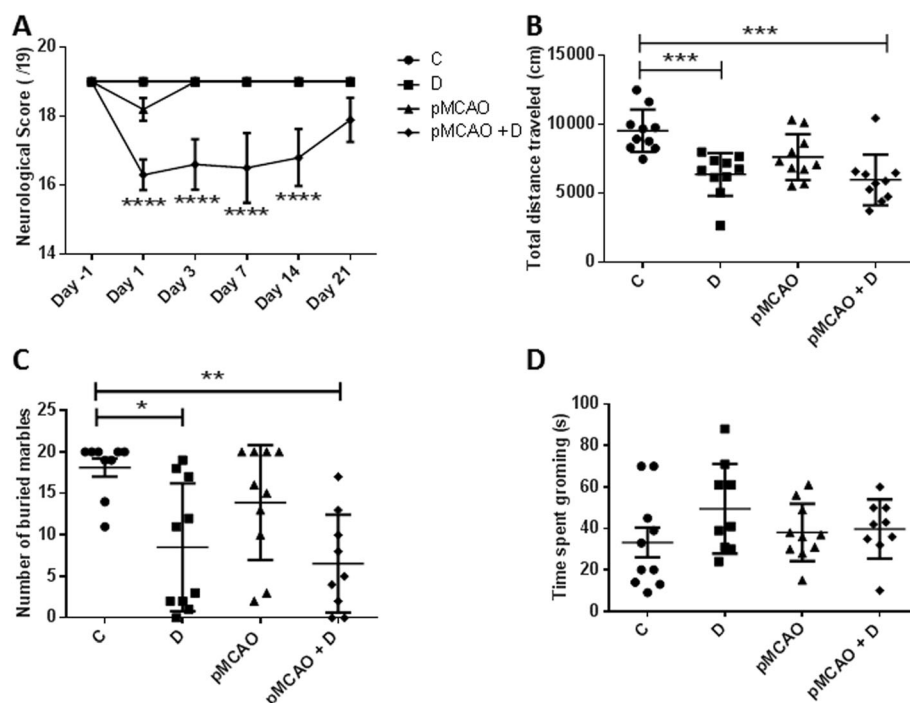 A
Neurological Score ( /19)
20
18
16
14
**** **** **** ****
Day -1 Day 1 Day 3 Day 7 Day 14 Day 21
C
D
pMCAO
pMCAO + D
B
Total distance traveled (cm)
15000
10000
5000
0
***
***
C D pMCAO pMCAO + D
C
Number of buried marbles
25
20
15
10
5
0
**
*
C D pMCAO pMCAO + D
D
Time spent groming (s)
100
80
60
40
20
0
C D pMCAO pMCAO + D